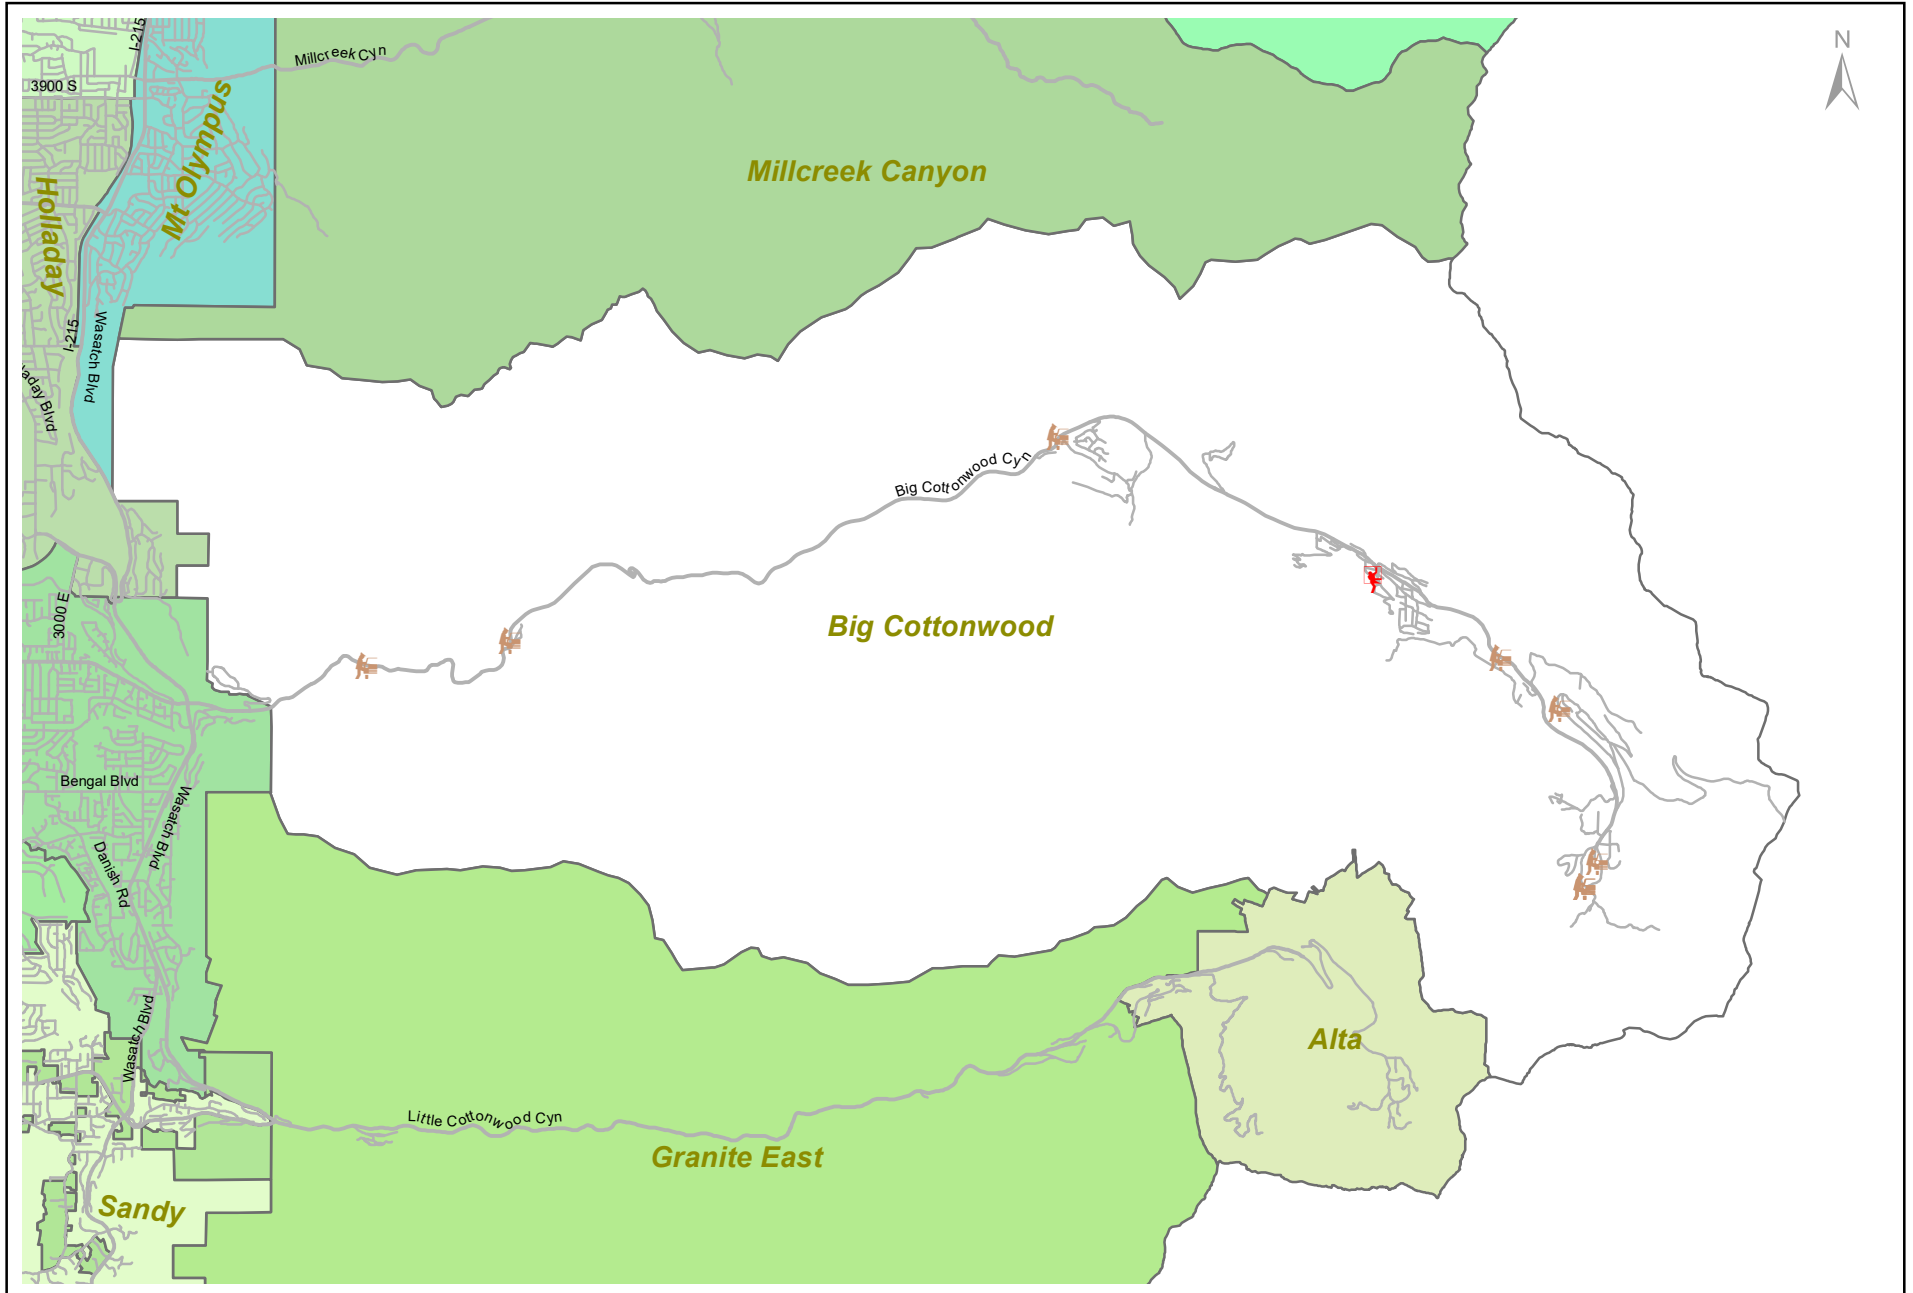 I-215
Millcreek Cyn
N
3900 S
Mt Olympus
Millcreek Canyon
Holladay
I-215
Wasatch Blvd
aday Blvd
Big Cottonwood Cyn
3000 E
Big Cottonwood
Bengal Blvd
Wasatch Blvd
Danish Rd
Wasatch Blvd
Alta
Little Cottonwood Cyn
Granite East
Sandy